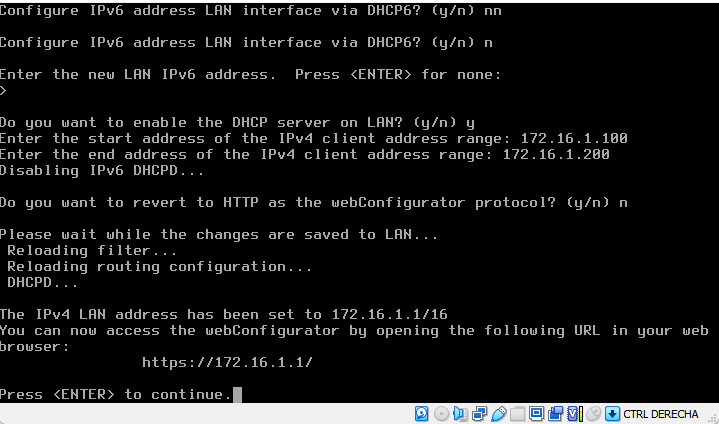 Configure IPv6 address LAN interface via DHCP6? (y/n) nn
Configure IPv6 address LAN interface via DHCP6? (y/n) n
Enter the new LAN IPv6 address.  Press <ENTER> for none:
>
Do you want to enable the DHCP server on LAN? (y/n) y
Enter the start address of the IPv4 client address range: 172.16.1.100
Enter the end address of the IPv4 client address range: 172.16.1.200
Disabling IPv6 DHCPD...
Do you want to revert to HTTP as the webConfigurator protocol? (y/n) n
Please wait while the changes are saved to LAN...
Reloading filter...
Reloading routing configuration...
DHCPD...
The IPv4 LAN address has been set to 172.16.1.1/16
You can now access the webConfigurator by opening the following URL in your web
browser:
https://172.16.1.1/
Press <ENTER> to continue.
CTRL DERECHA